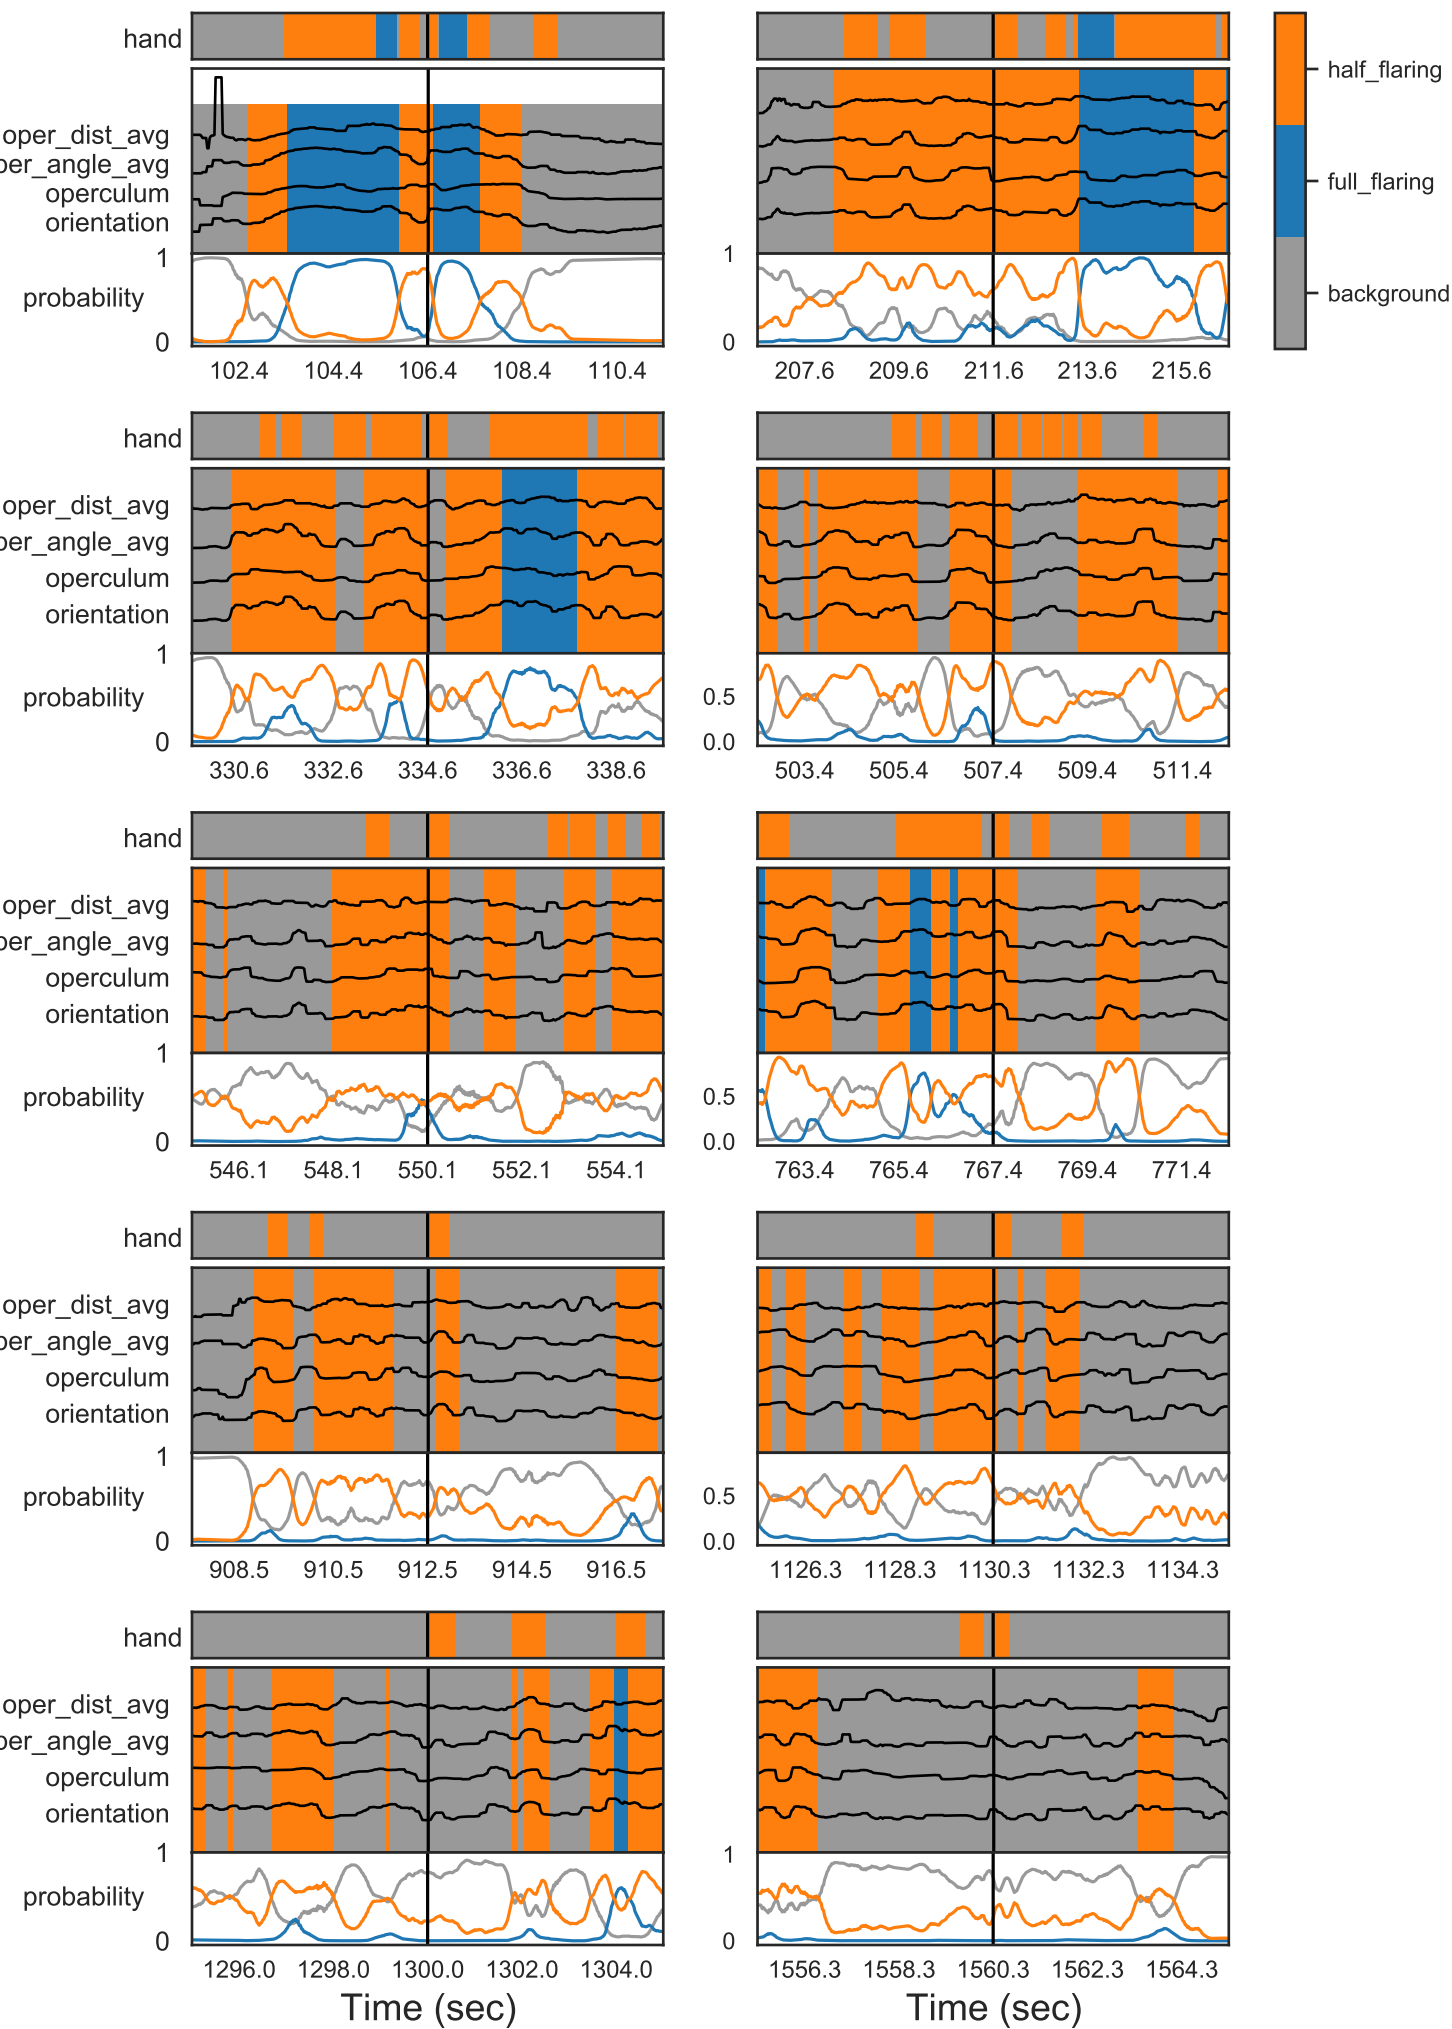 hand
oper_dist_avg
per_angle_avg
operculum
orientation
1
probability
0
102.4 104.4 106.4 108.4 110.4
1
0
207.6 209.6 211.6 213.6 215.6
half_flaring
full_flaring
background
hand
oper_dist_avg
per_angle_avg
operculum
orientation
1
probability
0
330.6 332.6 334.6 336.6 338.6
0.5
0.0
503.4 505.4 507.4 509.4 511.4
hand
oper_dist_avg
per_angle_avg
operculum
orientation
1
probability
0
546.1 548.1 550.1 552.1 554.1
0.5
0.0
763.4 765.4 767.4 769.4 771.4
hand
oper_dist_avg
per_angle_avg
operculum
orientation
1
probability
0
908.5 910.5 912.5 914.5 916.5
0.5
0.0
1126.3 1128.3 1130.3 1132.3 1134.3
hand
oper_dist_avg
per_angle_avg
operculum
orientation
1
probability
0
1296.0 1298.0 1300.0 1302.0 1304.0
Time (sec)
1
0
1556.3 1558.3 1560.3 1562.3 1564.3
Time (sec)